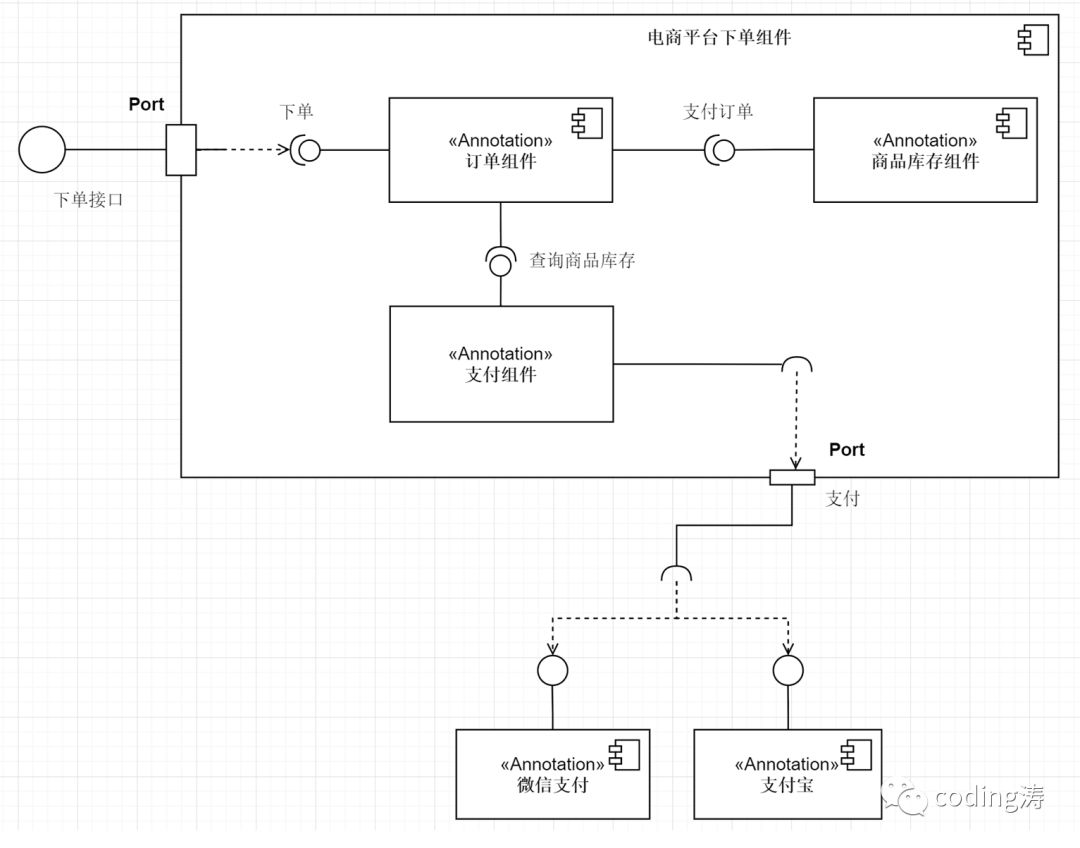 电商平台下单组件
Port
下单
支付订单
«Annotation»
订单组件
«Annotation»
商品库存组件
下单接口
查询商品库存
«Annotation»
支付组件
Port
支付
«Annotation»
微信支付
«Annotation»
支付宝
coding涛